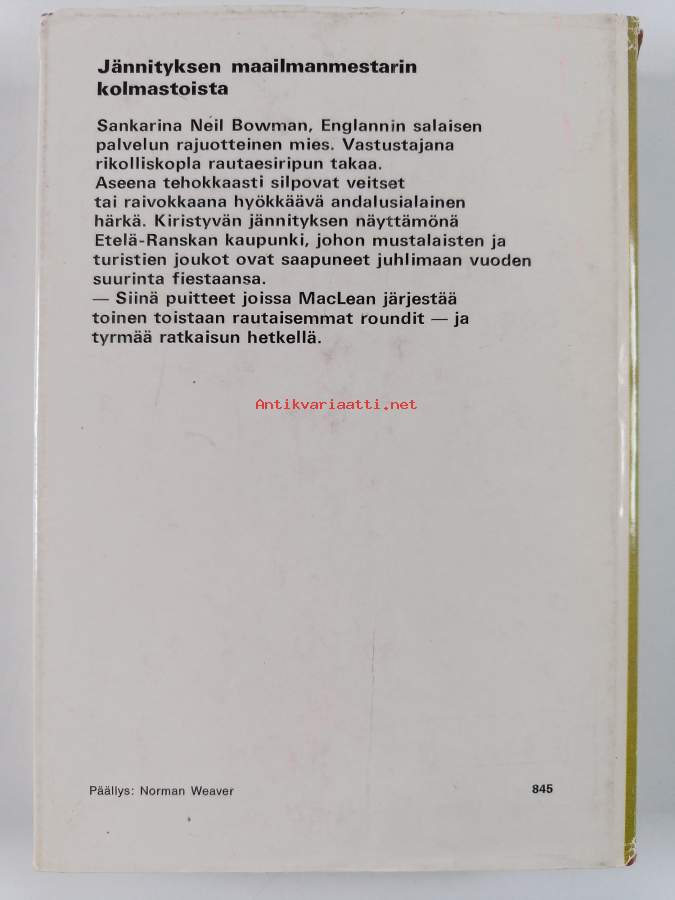 Jännityksen maailmanmestarin
kolmastoista
Sankarina Neil Bowman, Englannin salaisen
palvelun rajuotteinen mies. Vastustajana
rikolliskopla rautaesiripun takaa.
Aseena tehokkaasti silpovat veitset
tai raivokkaana hyökkäävä andalusialainen
härkä. Kiristyvän jännityksen näyttämönä
Etelä-Ranskan kaupunki, johon mustalaisten ja
turistien joukot ovat saapuneet juhlimaan vuoden
suurinta fiestaansa.
— Siinä puitteet joissa MacLean järjestää
toinen toistaan rautaisemmat roundit — ja
tyrmää ratkaisun hetkellä.
Antikvariaatti.net
Päällys: Norman Weaver
845